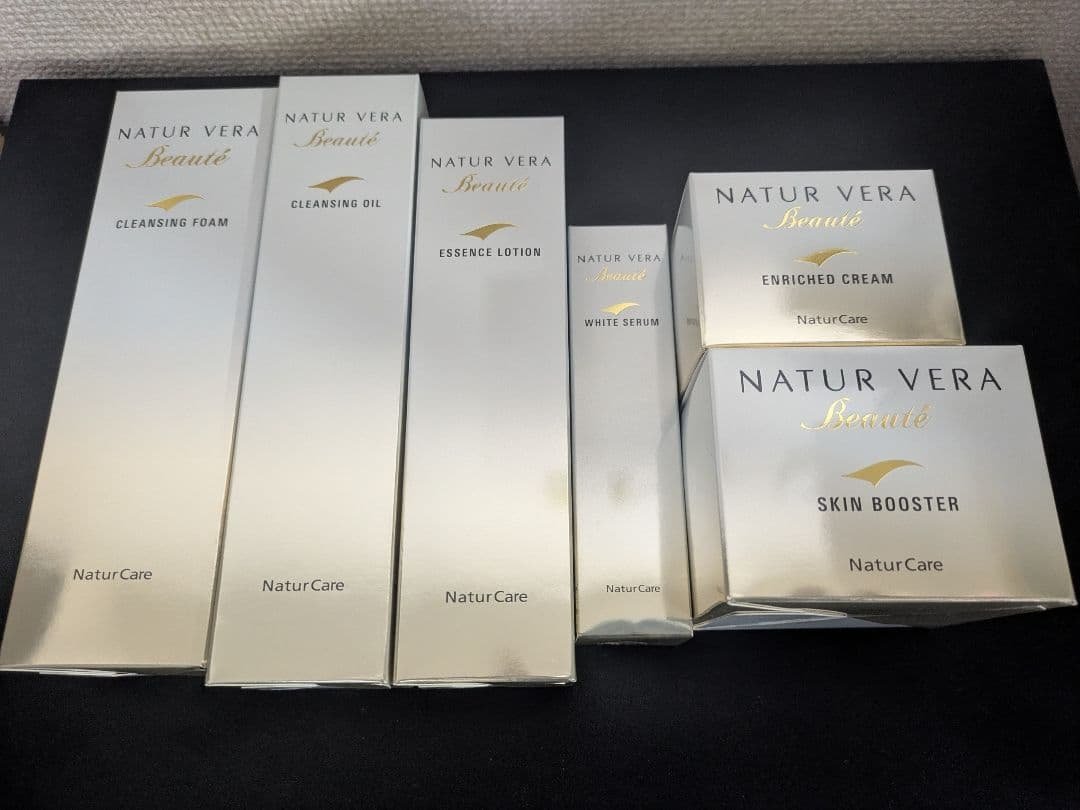 NATUR VERA
Beauté
CLEANSING FOAM
NaturCare
NATUR VERA
Beauté
CLEANSING OIL
NaturCare
NATUR VERA
Beauté
ESSENCE LOTION
NaturCare
NATUR VERA
Beauté
WHITE SERUM
NaturCare
NATUR VERA
Beauté
ENRICHED CREAM
NaturCare
NATUR VERA
Beauté
SKIN BOOSTER
NaturCare